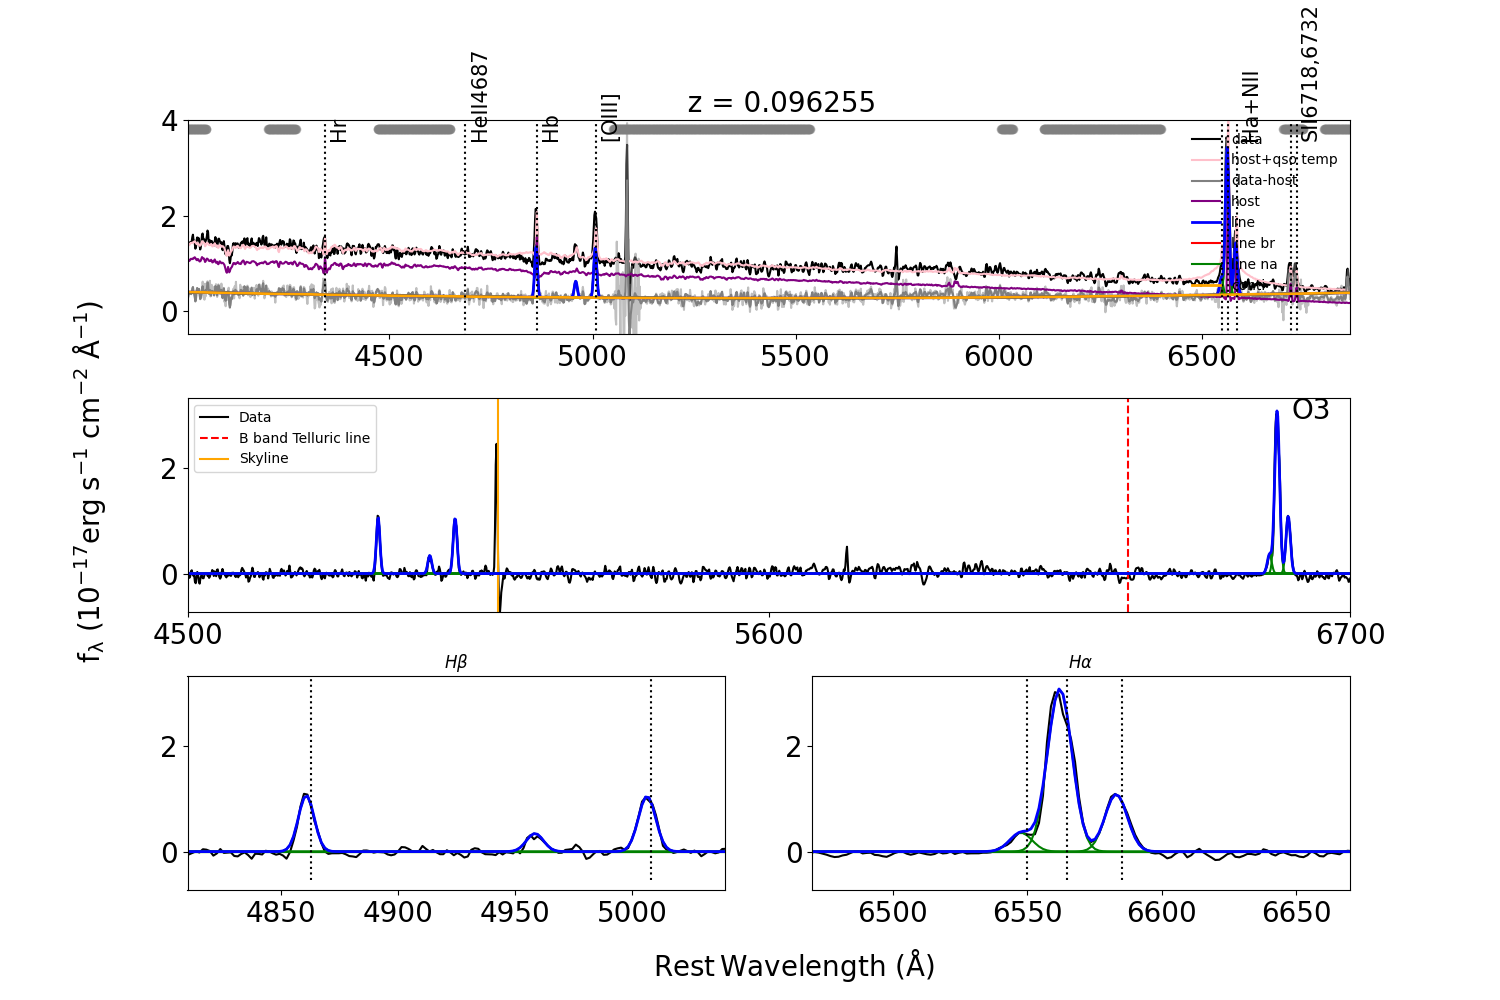 z = 0.096255
Hr
HeII4687
Hb
[OIII]
Ha+NII
SII6718,6732
data
host+qso temp
data-host
host
line
line br
line na
4
2
0
4500
5000
5500
6000
6500
Data
B band Telluric line
Skyline
O3
2
0
4500
5600
6700
f_λ (10^{-17}erg s^{-1} cm^{-2} Å^{-1})
Hβ
2
0
4850
4900
4950
5000
Hα
2
0
6500
6550
6600
6650
Rest Wavelength (Å)